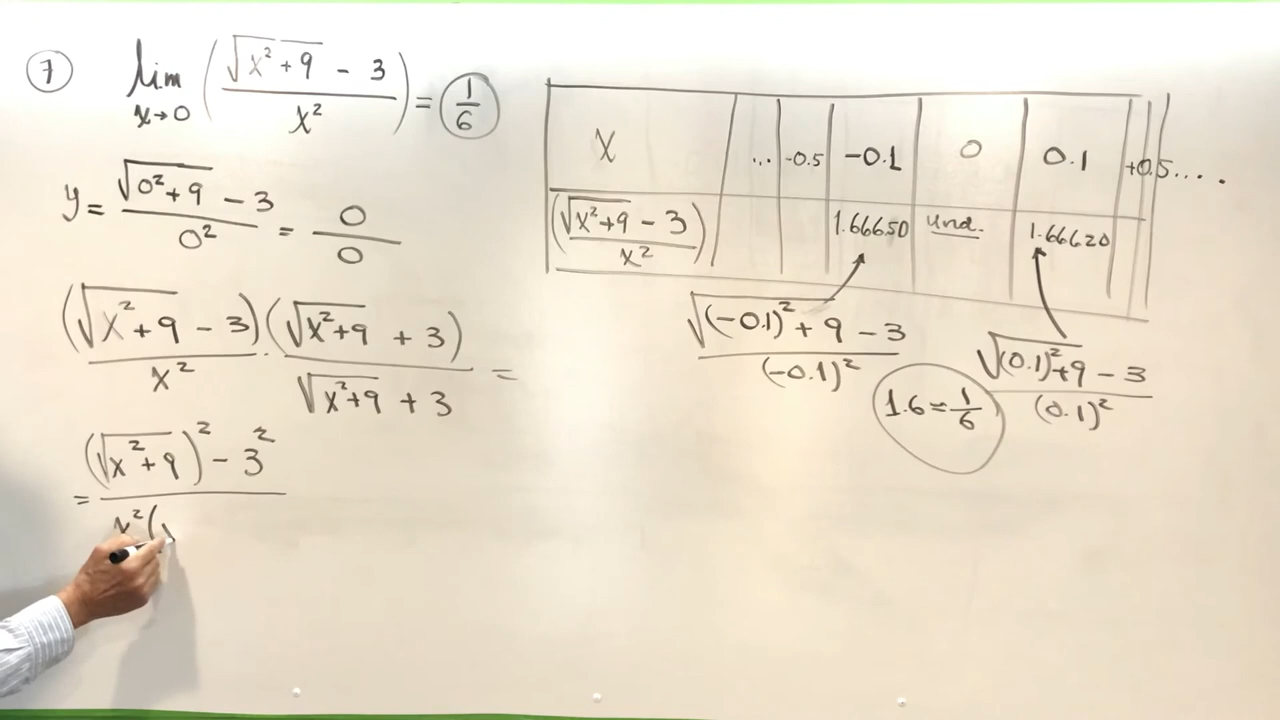 7 lim x→0 ( (√(x²+9) - 3) / x² ) = 1/6
y = (√(0²+9) - 3) / 0² = 0/0
(√(x²+9) - 3) / x² · (√(x²+9) + 3) / (√(x²+9) + 3) =
= ((√(x²+9))² - 3²) / x²(
x ... -0.5 -0.1 0 0.1 +0.5....
( (√(x²+9) - 3) / x² ) 1.66650 und. 1.66620
(√((-0.1)²+9) - 3) / (-0.1)²
(√((0.1)²+9) - 3) / (0.1)²
1.6 = 1/6